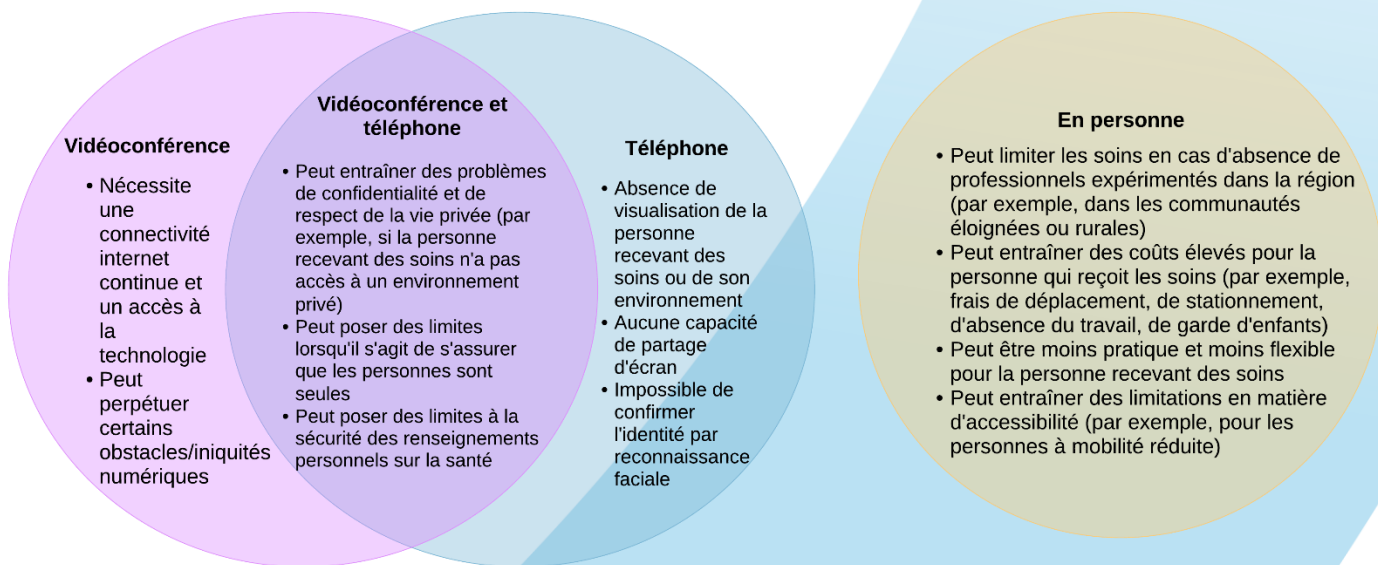 Vidéoconférence
• Nécessite
une
connectivité
internet
continue et
un accès à
la
technologie
• Peut
perpétuer
certains
obstacles/iniquités
numériques
Vidéoconférence et
téléphone
• Peut entraîner des problèmes
de confidentialité et de
respect de la vie privée (par
exemple, si la personne
recevant des soins n'a pas
accès à un environnement
privé)
• Peut poser des limites
lorsqu'il s'agit de s'assurer
que les personnes sont
seules
• Peut poser des limites à la
sécurité des renseignements
personnels sur la santé
Téléphone
• Absence de
visualisation de la
personne
recevant des
soins ou de son
environnement
• Aucune capacité
de partage
d'écran
• Impossible de
confirmer
l'identité par
reconnaissance
faciale
En personne
• Peut limiter les soins en cas d'absence de
professionnels expérimentés dans la région
(par exemple, dans les communautés
éloignées ou rurales)
• Peut entraîner des coûts élevés pour la
personne qui reçoit les soins (par exemple,
frais de déplacement, de stationnement,
d'absence du travail, de garde d'enfants)
• Peut être moins pratique et moins flexible
pour la personne recevant des soins
• Peut entraîner des limitations en matière
d'accessibilité (par exemple, pour les
personnes à mobilité réduite)